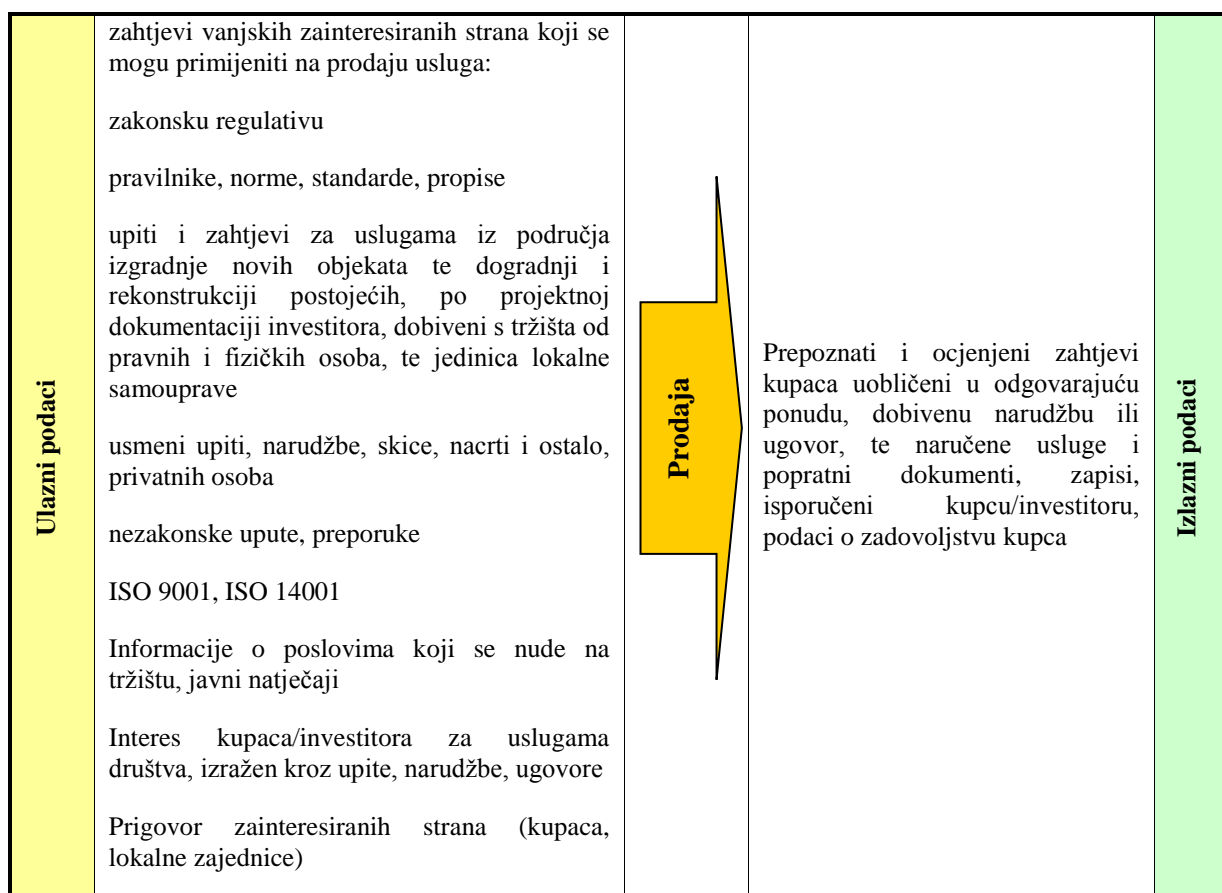 Ulazni podaci
zahtjevi vanjskih zainteresiranih strana koji se
mogu primijeniti na prodaju usluga:
zakonsku regulativu
pravilnike, norme, standarde, propise
upiti i zahtjevi za uslugama iz područja
izgradnje novih objekata te dogradnji i
rekonstrukciji postojećih, po projektnoj
dokumentaciji investitora, dobiveni s tržišta od
pravnih i fizičkih osoba, te jedinica lokalne
samouprave
usmeni upiti, narudžbe, skice, nacrti i ostalo,
privatnih osoba
nezakonske upute, preporuke
ISO 9001, ISO 14001
Informacije o poslovima koji se nude na
tržištu, javni natječaji
Interes kupaca/investitora za uslugama
društva, izražen kroz upite, narudžbe, ugovore
Prigovor zainteresiranih strana (kupaca,
lokalne zajednice)
Prodaja
Prepoznati i ocjenjeni zahtjevi
kupaca uobličeni u odgovarajuću
ponudu, dobivenu narudžbu ili
ugovor, te naručene usluge i
popratni dokumenti, zapisi,
isporučeni kupcu/investitoru,
podaci o zadovoljstvu kupca
Izlazni podaci